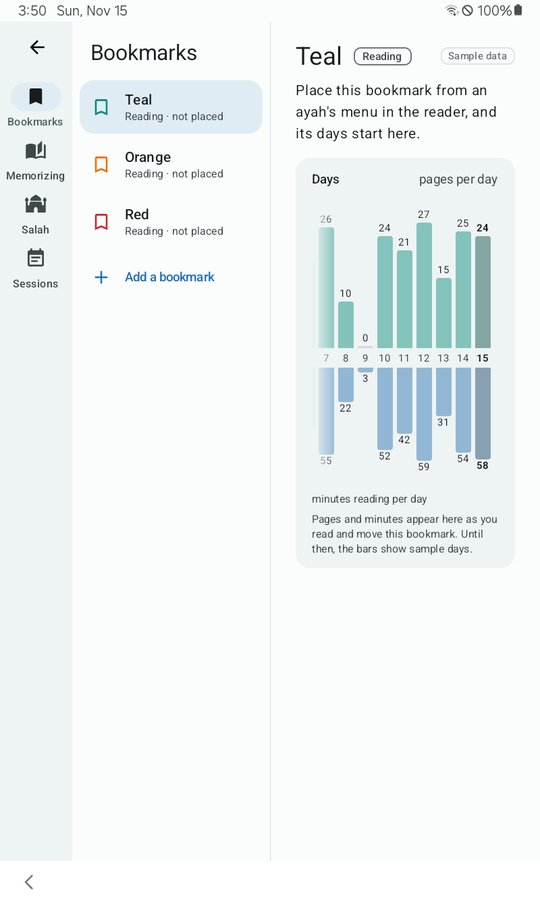 3:50 Sun, Nov 15
100%
Bookmarks
Memorizing
Salah
Sessions
Bookmarks
Teal
Reading · not placed
Orange
Reading · not placed
Red
Reading · not placed
Add a bookmark
Teal
Reading
Sample data
Place this bookmark from an
ayah's menu in the reader, and
its days start here.
Days
pages per day
26 10 0 24 21 27 15 25 24
7 8 9 10 11 12 13 14 15
55 22 3 52 42 59 31 54 58
minutes reading per day
Pages and minutes appear here as you
read and move this bookmark. Until
then, the bars show sample days.